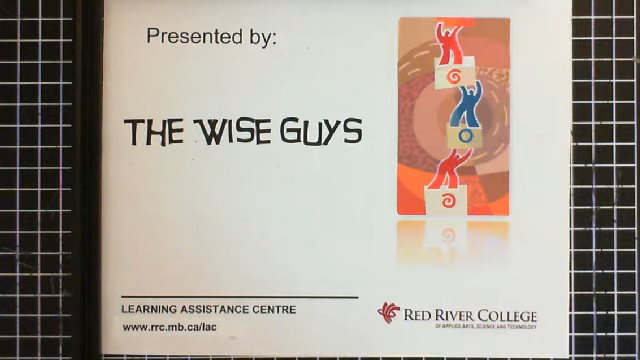 Presented by:
THE WISE GUYS
LEARNING ASSISTANCE CENTRE
www.rrc.mb.ca/lac
RED RIVER COLLEGE
OF APPLIED ARTS, SCIENCE AND TECHNOLOGY